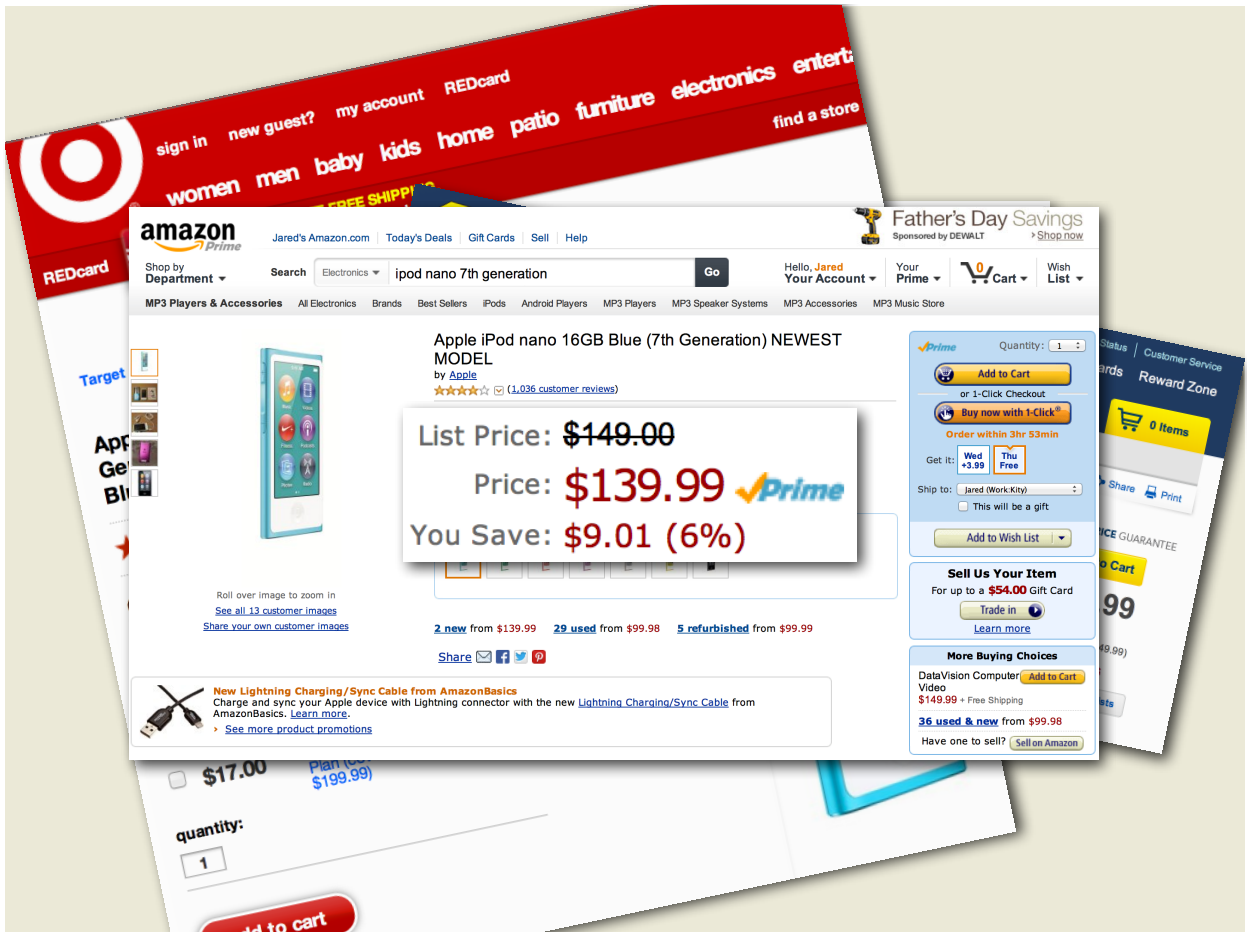 sign in new guest? my account REDcard
women men baby kids home patio furniture electronics
find a store
FREE SHIPPING
REDcard
amazon
Prime
Jared's Amazon.com Today's Deals Gift Cards Sell Help
Father's Day Savings
Sponsored by DEWALT Shop now
Shop by
Department
Search Electronics ipod nano 7th generation Go
Hello, Jared
Your Account
Your
Prime
0
Cart
Wish
List
MP3 Players & Accessories All Electronics Brands Best Sellers iPods Android Players MP3 Players MP3 Speaker Systems MP3 Accessories MP3 Music Store
Apple iPod nano 16GB Blue (7th Generation) NEWEST
MODEL
by Apple
(1,036 customer reviews)
List Price: $149.00
Price: $139.99 Prime
You Save: $9.01 (6%)
2 new from $139.99 29 used from $99.98 5 refurbished from $99.99
Share
Roll over image to zoom in
See all 13 customer images
Share your own customer images
New Lightning Charging/Sync Cable from AmazonBasics
Charge and sync your Apple device with Lightning connector with the new Lightning Charging/Sync Cable from
AmazonBasics. Learn more.
› See more product promotions
Prime Quantity: 1
Add to Cart
or 1-Click Checkout
Buy now with 1-Click®
Order within 3hr 53min
Get it: Wed
+3.99
Thu
Free
Ship to: Jared (Work:Kity)
This will be a gift
Add to Wish List
Sell Us Your Item
For up to a $54.00 Gift Card
Trade in
Learn more
More Buying Choices
DataVision Computer
Video
Add to Cart
$149.99 + Free Shipping
36 used & new from $99.98
Have one to sell? Sell on Amazon
Target
Status Customer Service
Reward Zone
0 Items
Share Print
GUARANTEE
Cart
.99
49.99)
$17.00
Plan
$199.99)
quantity:
1
to cart